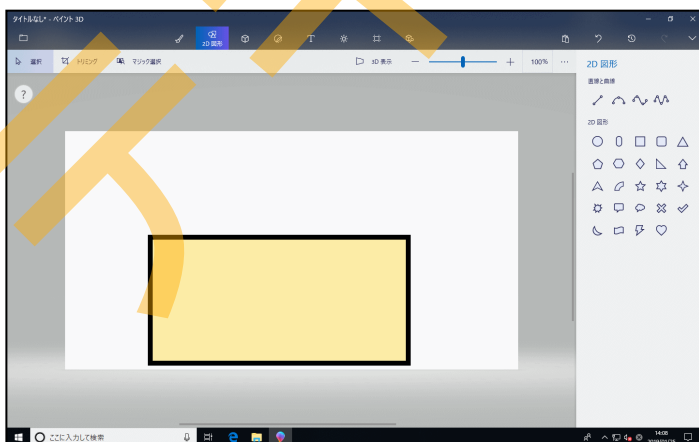 タイトルなし* - ペイント 3D
2D 図形
選択
トリミング
マジック選択
3D 表示
100%
2D 図形
直線と曲線
2D 図形
ここに入力して検索
14:08